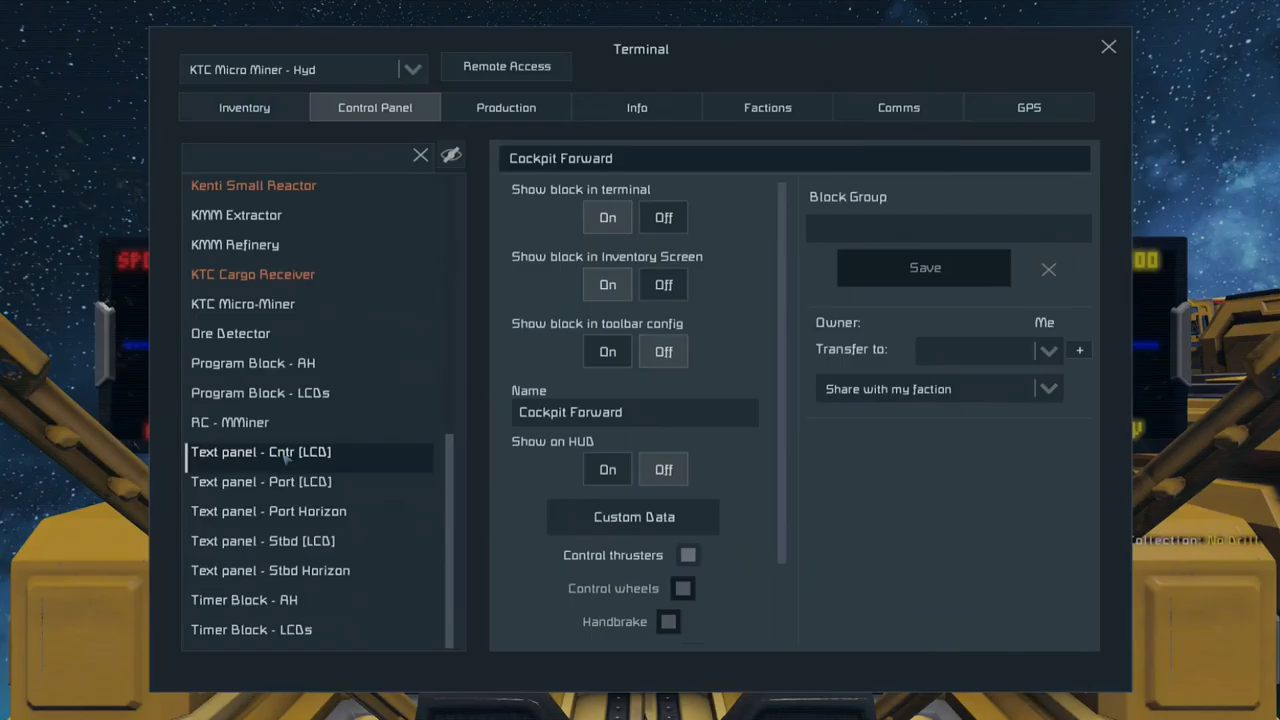 Terminal
KTC Micro Miner - Hyd
Remote Access
Inventory
Control Panel
Production
Info
Factions
Comms
GPS
Kenti Small Reactor
KMM Extractor
KMM Refinery
KTC Cargo Receiver
KTC Micro-Miner
Ore Detector
Program Block - AH
Program Block - LCDs
RC - MMiner
Text panel - Cntr [LCD]
Text panel - Port [LCD]
Text panel - Port Horizon
Text panel - Stbd [LCD]
Text panel - Stbd Horizon
Timer Block - AH
Timer Block - LCDs
Cockpit Forward
Show block in terminal
On Off
Show block in Inventory Screen
On Off
Show block in toolbar config
On Off
Name
Cockpit Forward
Show on HUD
On Off
Custom Data
Control thrusters
Control wheels
Handbrake
Block Group
Save
Owner: Me
Transfer to:
+
Share with my faction
SPD
00
Collection: No Drill